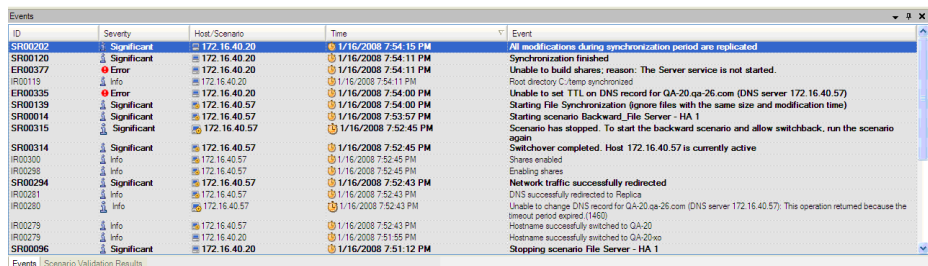 Events
ID Severity Host/Scenario Time Event
SR00202 Significant 172.16.40.20 1/16/2008 7:54:15 PM All modifications during synchronization period are replicated
SR00120 Significant 172.16.40.20 1/16/2008 7:54:11 PM Synchronization finished
ER00377 Error 172.16.40.20 1/16/2008 7:54:11 PM Unable to build shares; reason: The Server service is not started.
IR00119 Info 172.16.40.20 1/16/2008 7:54:11 PM Root directory C:/temp synchronized
ER00335 Error 172.16.40.20 1/16/2008 7:54:00 PM Unable to set TTL on DNS record for QA-20.qa-26.com (DNS server 172.16.40.57)
SR00139 Significant 172.16.40.57 1/16/2008 7:54:00 PM Starting File Synchronization (ignore files with the same size and modification time)
SR00014 Significant 172.16.40.57 1/16/2008 7:53:57 PM Starting scenario Backward_File Server - HA 1
SR00315 Significant 172.16.40.57 1/16/2008 7:52:45 PM Scenario has stopped. To start the backward scenario and allow switchback, run the scenario
again
SR00314 Significant 172.16.40.57 1/16/2008 7:52:45 PM Switchover completed. Host 172.16.40.57 is currently active
IR00300 Info 172.16.40.57 1/16/2008 7:52:45 PM Shares enabled
IR00298 Info 172.16.40.57 1/16/2008 7:52:45 PM Enabling shares
SR00294 Significant 172.16.40.57 1/16/2008 7:52:43 PM Network traffic successfully redirected
IR00281 Info 172.16.40.57 1/16/2008 7:52:43 PM DNS successfully redirected to Replica
IR00280 Info 172.16.40.57 1/16/2008 7:52:43 PM Unable to change DNS record for QA-20.qa-26.com (DNS server 172.16.40.57): This operation returned because the
timeout period expired.(1460)
IR00279 Info 172.16.40.57 1/16/2008 7:52:43 PM Hostname successfully switched to QA-20
IR00279 Info 172.16.40.20 1/16/2008 7:51:55 PM Hostname successfully switched to QA-20-xo
SR00096 Significant 172.16.40.20 1/16/2008 7:51:12 PM Stopping scenario File Server - HA 1
Events Scenario Validation Results